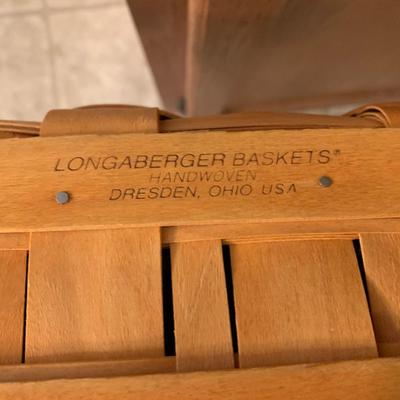 LONGABERGER BASKETS®
HANDWOVEN
DRESDEN, OHIO USA